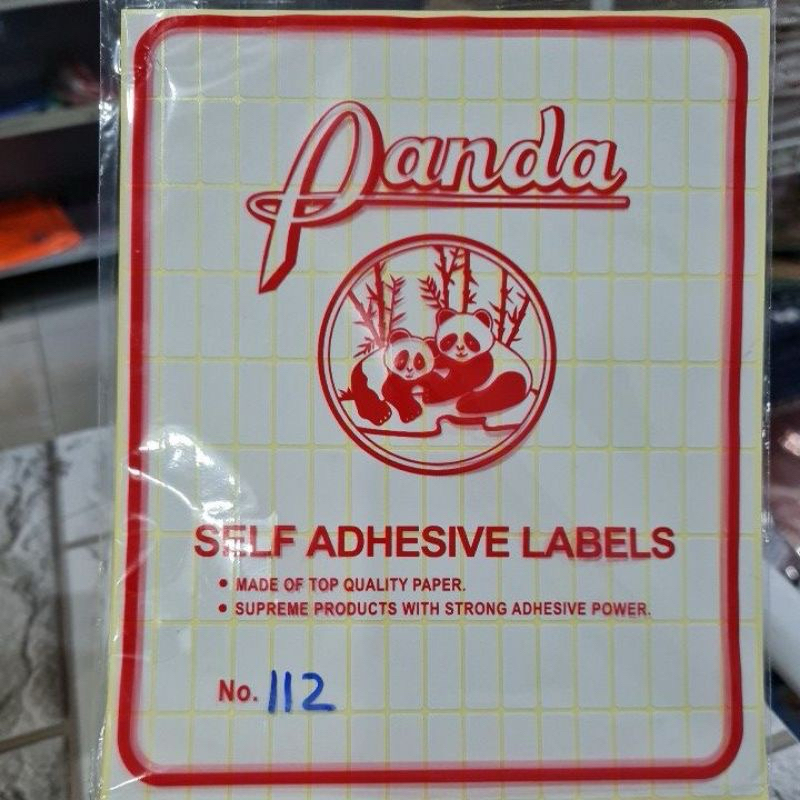 Panda
SELF ADHESIVE LABELS
• MADE OF TOP QUALITY PAPER.
• SUPREME PRODUCTS WITH STRONG ADHESIVE POWER.
No. 112